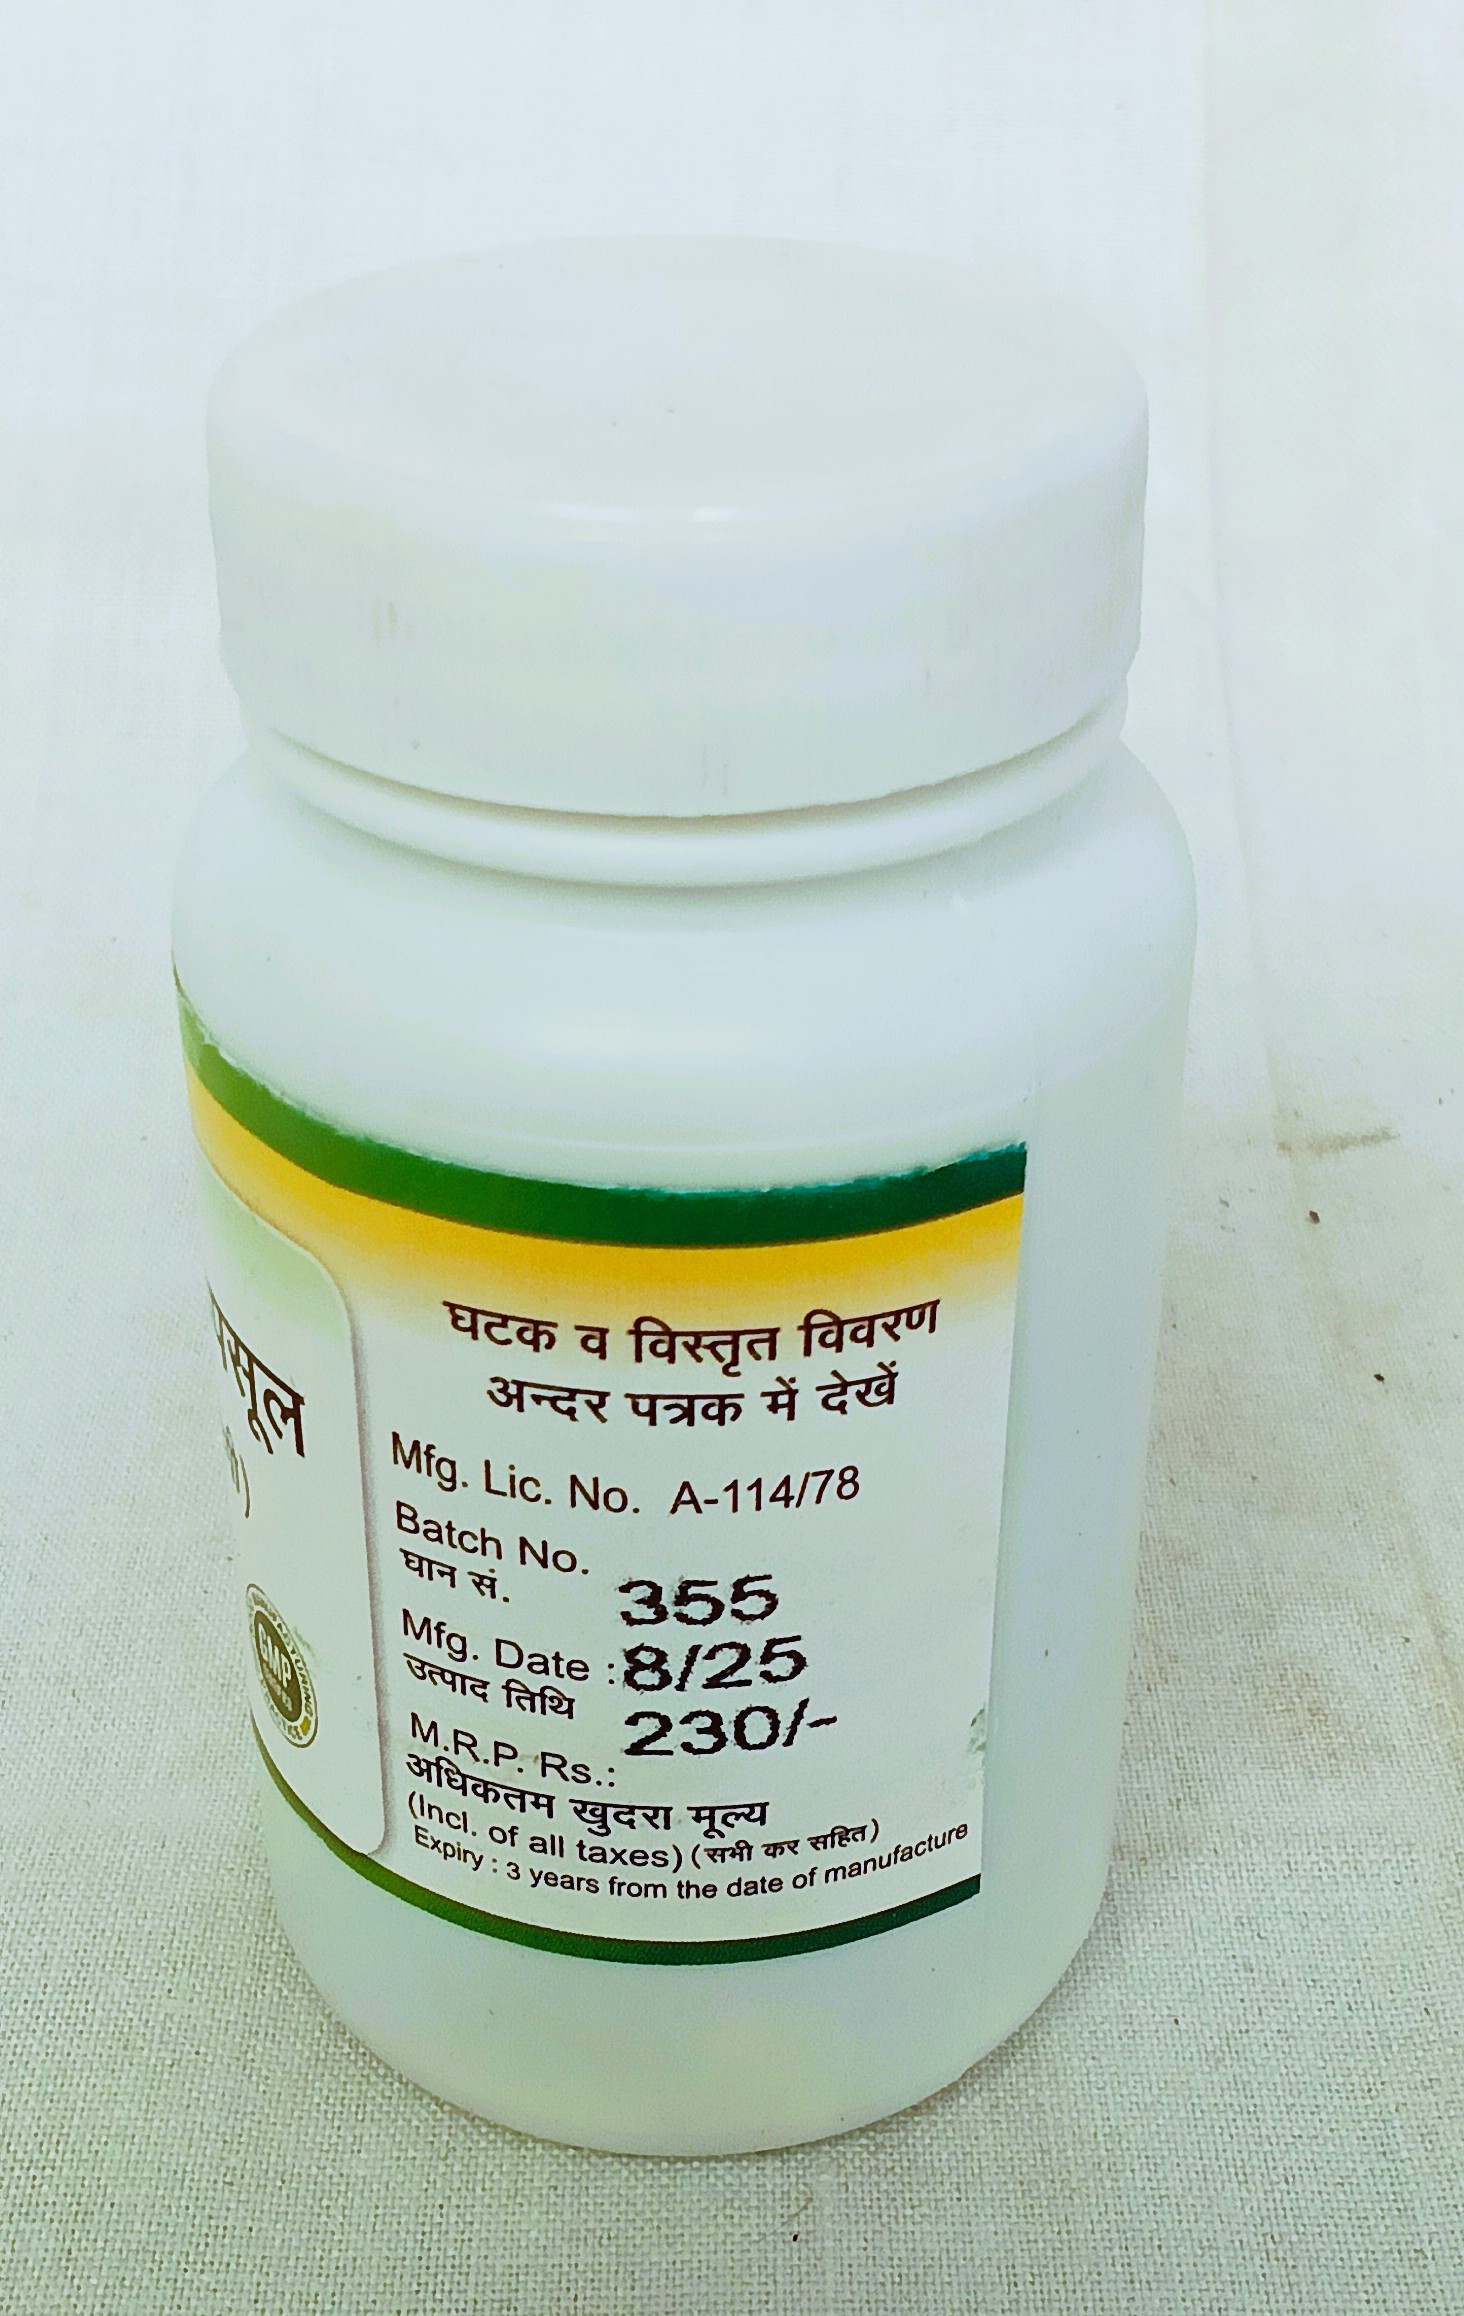 घटक व विस्तृत विवरण
अन्दर पत्रक में देखें
Mfg. Lic. No. A-114/78
Batch No.
घान सं.
355
Mfg. Date : 8/25
उत्पाद तिथि
M.R.P. Rs.: 230/-
अधिकतम खुदरा मूल्य
(Incl. of all taxes) (सभी कर सहित)
Expiry : 3 years from the date of manufacture
GMP